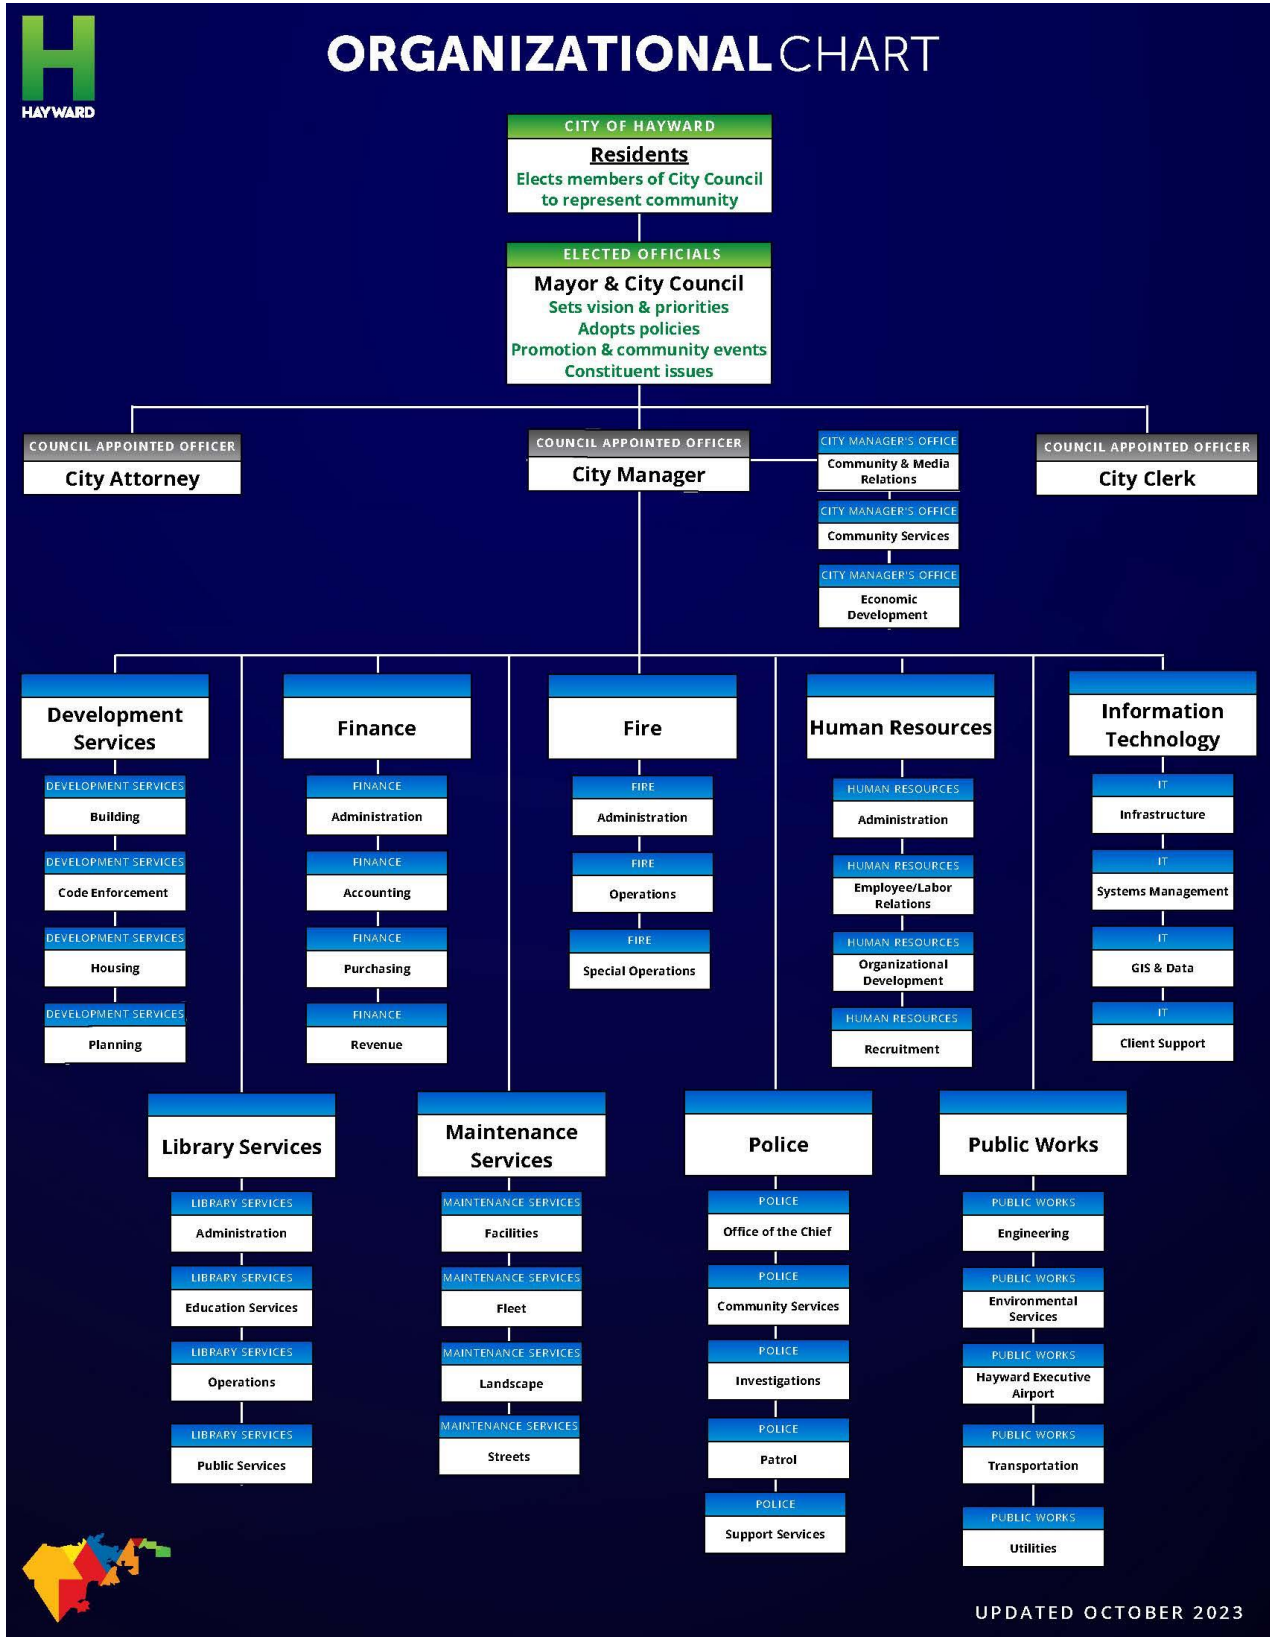 HAYWARD
ORGANIZATIONAL CHART
CITY OF HAYWARD
Residents
Elects members of City Council
to represent community
ELECTED OFFICIALS
Mayor & City Council
Sets vision & priorities
Adopts policies
Promotion & community events
Constituent issues
COUNCIL APPOINTED OFFICER
City Attorney
COUNCIL APPOINTED OFFICER
City Manager
CITY MANAGER'S OFFICE
Community & Media
Relations
CITY MANAGER'S OFFICE
Community Services
CITY MANAGER'S OFFICE
Economic
Development
COUNCIL APPOINTED OFFICER
City Clerk
Development
Services
DEVELOPMENT SERVICES
Building
DEVELOPMENT SERVICES
Code Enforcement
DEVELOPMENT SERVICES
Housing
DEVELOPMENT SERVICES
Planning
Finance
FINANCE
Administration
FINANCE
Accounting
FINANCE
Purchasing
FINANCE
Revenue
Fire
FIRE
Administration
FIRE
Operations
FIRE
Special Operations
Human Resources
HUMAN RESOURCES
Administration
HUMAN RESOURCES
Employee/Labor
Relations
HUMAN RESOURCES
Organizational
Development
HUMAN RESOURCES
Recruitment
Information
Technology
IT
Infrastructure
IT
Systems Management
IT
GIS & Data
IT
Client Support
Library Services
LIBRARY SERVICES
Administration
LIBRARY SERVICES
Education Services
LIBRARY SERVICES
Operations
LIBRARY SERVICES
Public Services
Maintenance
Services
MAINTENANCE SERVICES
Facilities
MAINTENANCE SERVICES
Fleet
MAINTENANCE SERVICES
Landscape
MAINTENANCE SERVICES
Streets
Police
POLICE
Office of the Chief
POLICE
Community Services
POLICE
Investigations
POLICE
Patrol
POLICE
Support Services
Public Works
PUBLIC WORKS
Engineering
PUBLIC WORKS
Environmental
Services
PUBLIC WORKS
Hayward Executive
Airport
PUBLIC WORKS
Transportation
PUBLIC WORKS
Utilities
UPDATED OCTOBER 2023